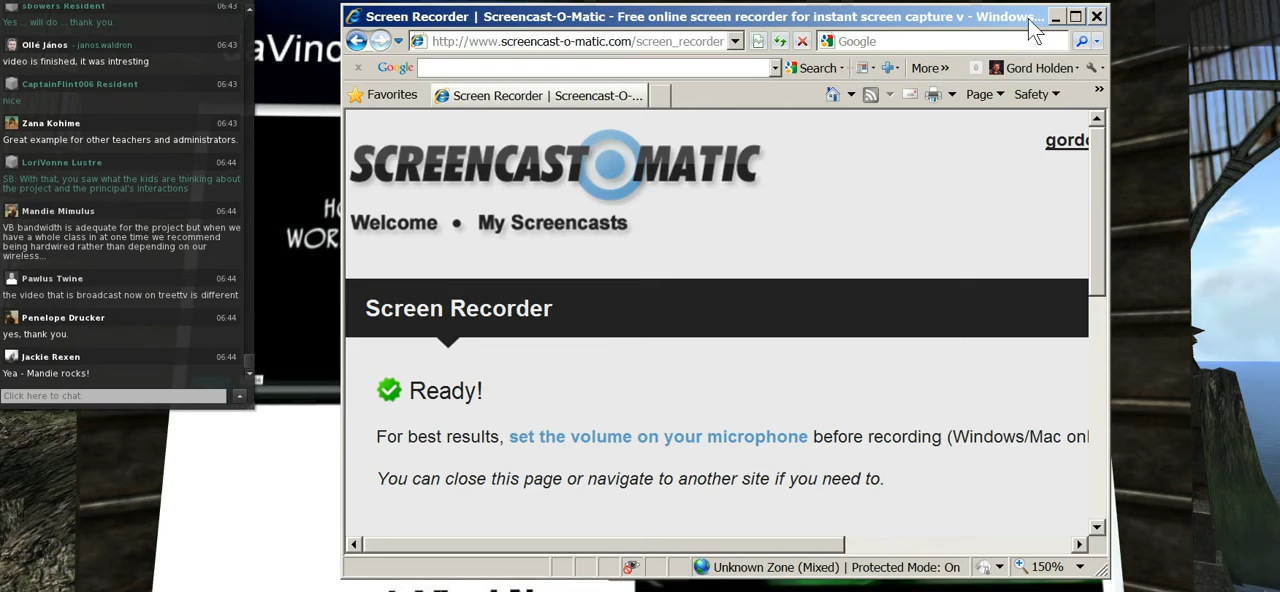 sbowers Resident 06:43
Yes ... will do ... thank you.
Ollé János - janos.waldron 06:43
video is finished, it was intresting
CaptainFlint006 Resident 06:43
nice
Zana Kohime 06:43
Great example for other teachers and administrators.
LoriVonne Lustre 06:44
SB: With that, you saw what the kids are thinking about
the project and the principal's interactions
Mandie Mimulus 06:44
VB bandwidth is adequate for the project but when we
have a whole class in at one time we recommend
being hardwired rather than depending on our
wireless...
Pawlus Twine 06:44
the video that is broadcast now on treettv is different
Penelope Drucker 06:44
yes, thank you.
Jackie Rexen 06:44
Yea - Mandie rocks!
Click here to chat
Screen Recorder | Screencast-O-Matic - Free online screen recorder for instant screen capture v - Windows...
http://www.screencast-o-matic.com/screen_recorder
Google
Google Search More» 0 Gord Holden
Favorites Screen Recorder | Screencast-O-... Page Safety »
SCREENCAST O MATIC
Welcome • My Screencasts
Screen Recorder
Ready!
For best results, set the volume on your microphone before recording (Windows/Mac onl
You can close this page or navigate to another site if you need to.
Unknown Zone (Mixed) | Protected Mode: On 150%